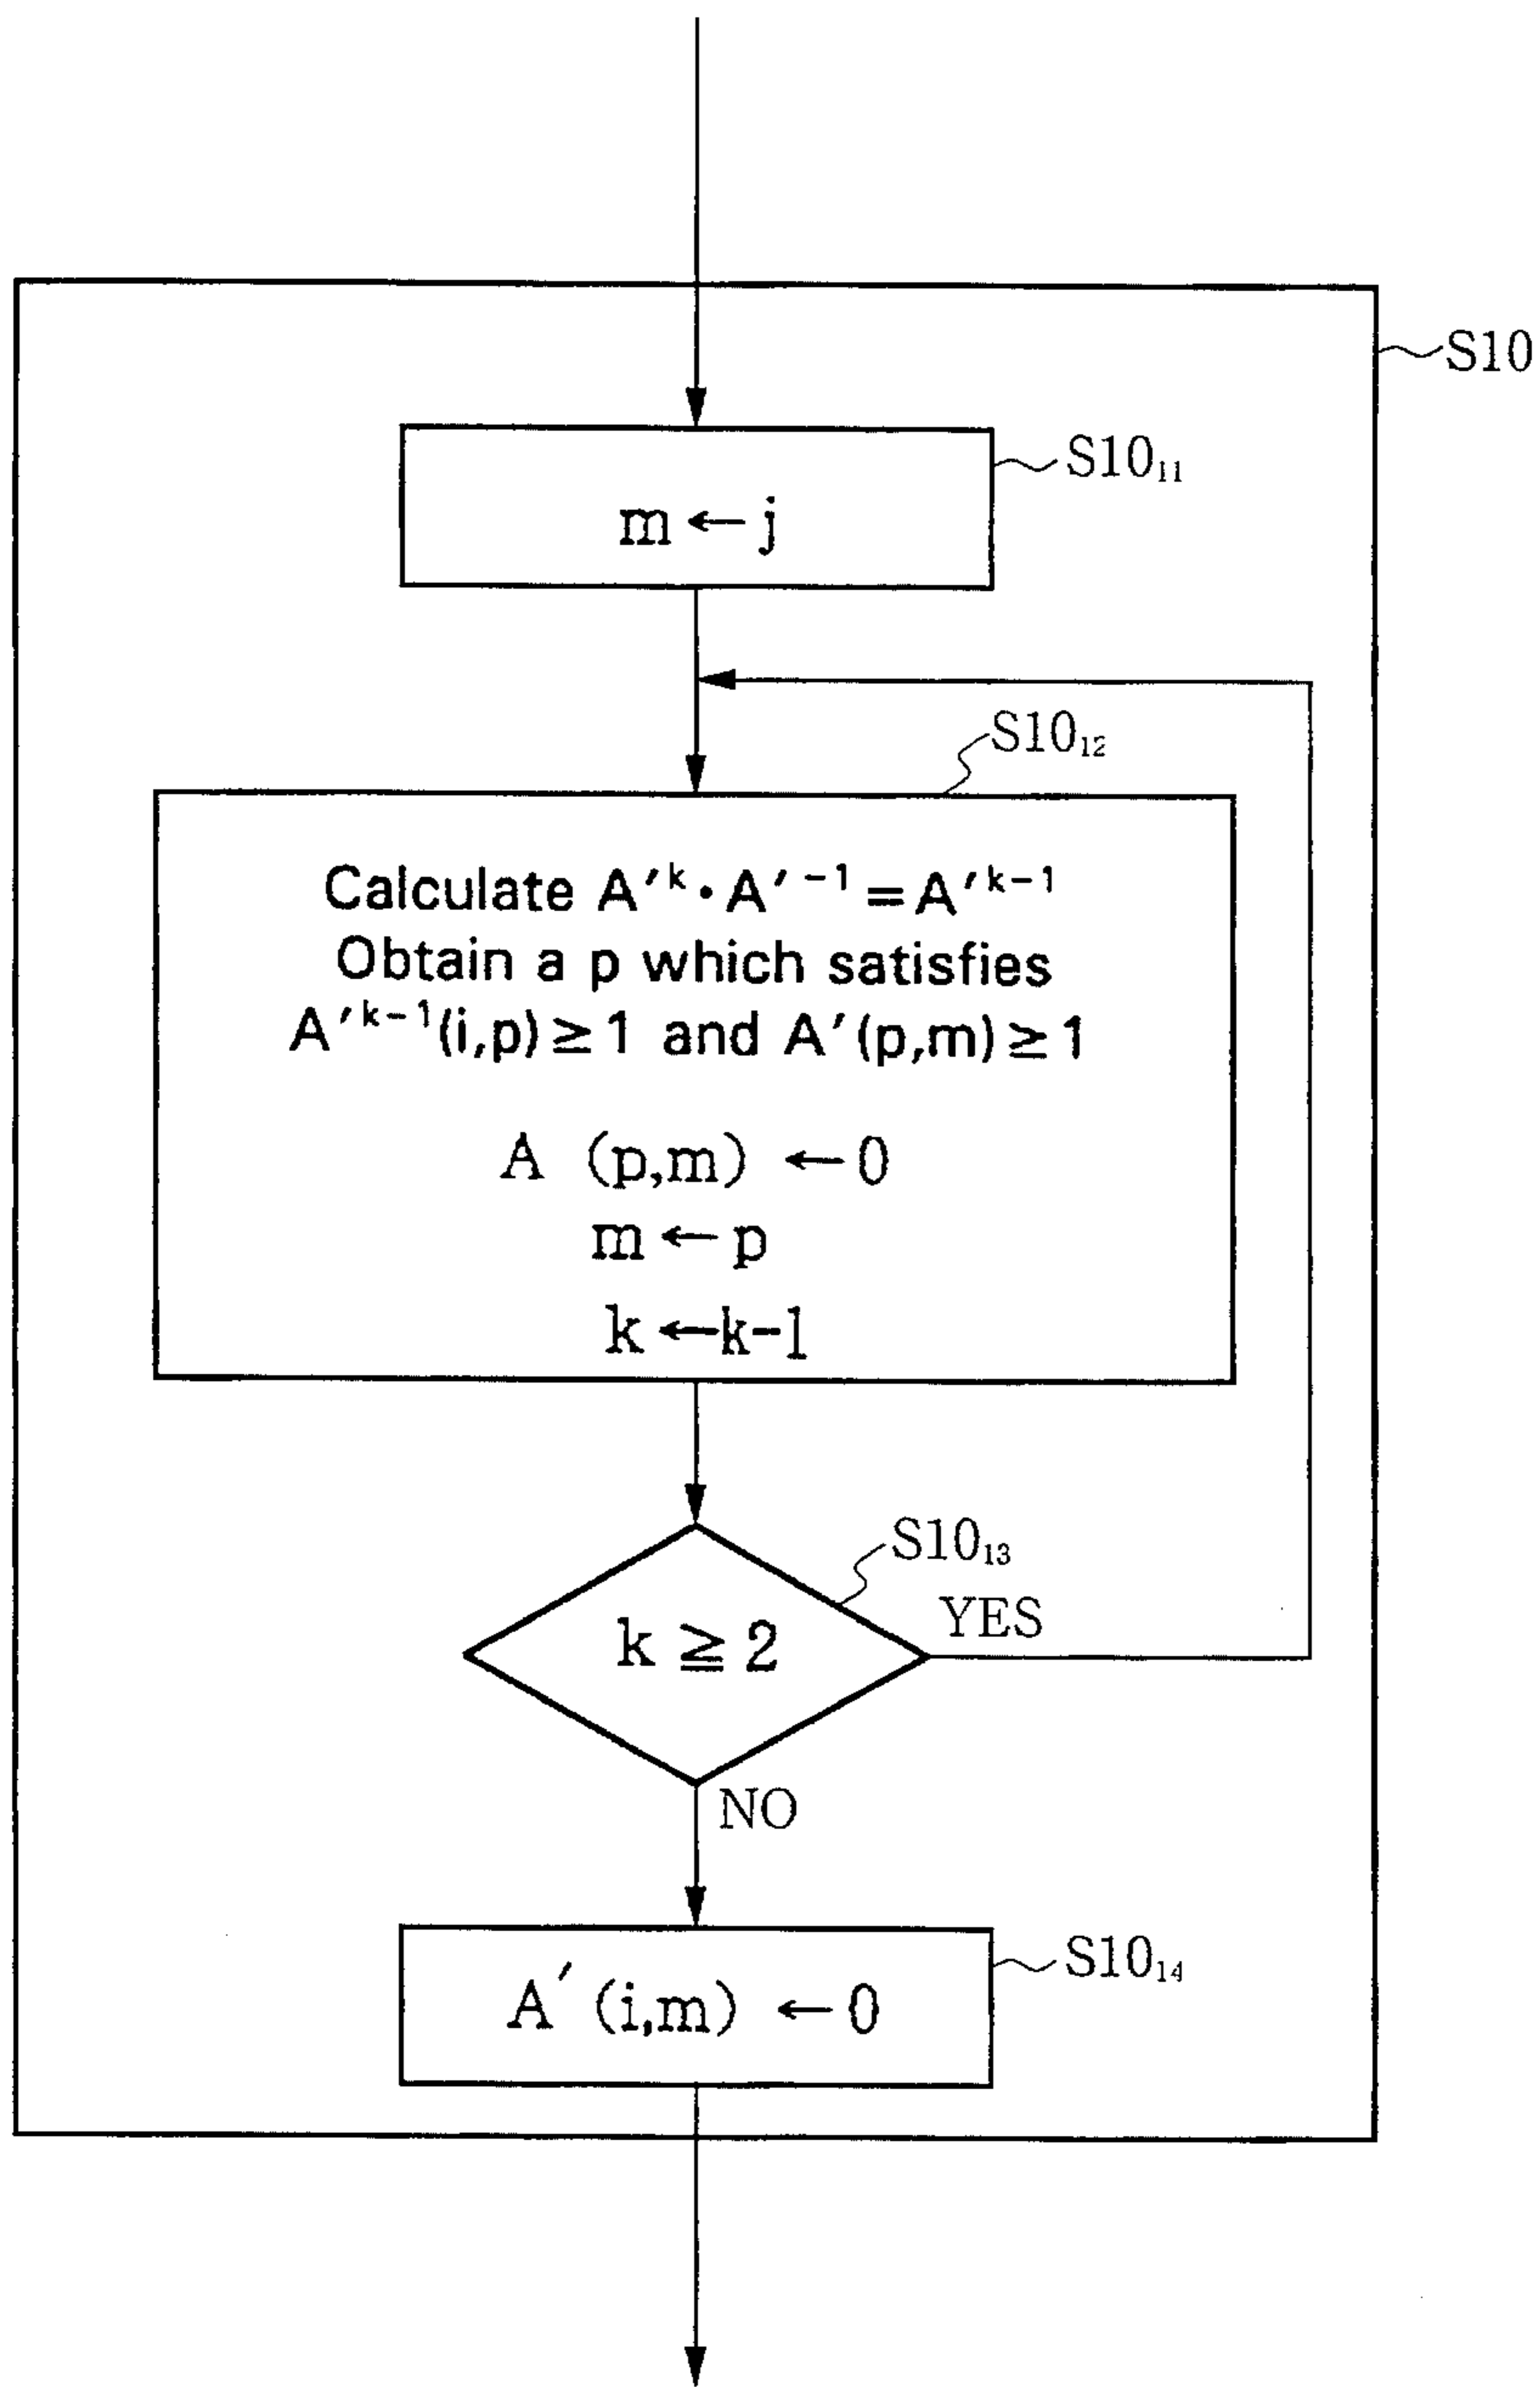 S10
S10₁₁
m ← j
S10₁₂
Calculate A′ᵏ · A′⁻¹ = A′ᵏ⁻¹
Obtain a p which satisfies
A′ᵏ⁻¹(i,p) ≥ 1 and A′(p,m) ≥ 1
A (p,m) ← 0
m ← p
k ← k-1
S10₁₃
k ≧ 2
YES
NO
S10₁₄
A′(i,m) ← 0